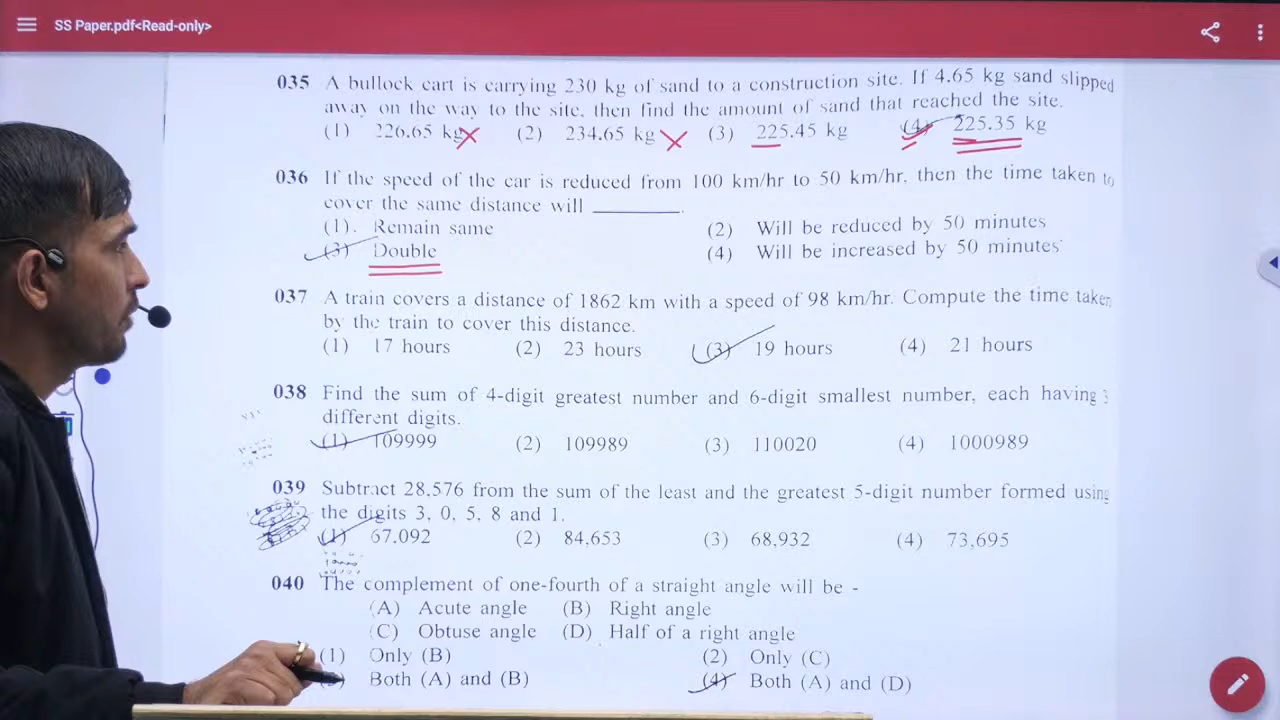 SS Paper.pdf<Read-only>
035 A bullock cart is carrying 230 kg of sand to a construction site. If 4.65 kg sand slipped
away on the way to the site, then find the amount of sand that reached the site.
(1) 226.65 kg (2) 234.65 kg (3) 225.45 kg (4) 225.35 kg
036 If the speed of the car is reduced from 100 km/hr to 50 km/hr, then the time taken to
cover the same distance will ________.
(1). Remain same (2) Will be reduced by 50 minutes
(3) Double (4) Will be increased by 50 minutes
037 A train covers a distance of 1862 km with a speed of 98 km/hr. Compute the time taken
by the train to cover this distance.
(1) 17 hours (2) 23 hours (3) 19 hours (4) 21 hours
038 Find the sum of 4-digit greatest number and 6-digit smallest number, each having 3
different digits.
(1) 109999 (2) 109989 (3) 110020 (4) 1000989
039 Subtract 28,576 from the sum of the least and the greatest 5-digit number formed using
the digits 3, 0, 5, 8 and 1.
(1) 67.092 (2) 84,653 (3) 68,932 (4) 73,695
040 The complement of one-fourth of a straight angle will be -
(A) Acute angle (B) Right angle
(C) Obtuse angle (D) Half of a right angle
(1) Only (B) (2) Only (C)
Both (A) and (B) (4) Both (A) and (D)